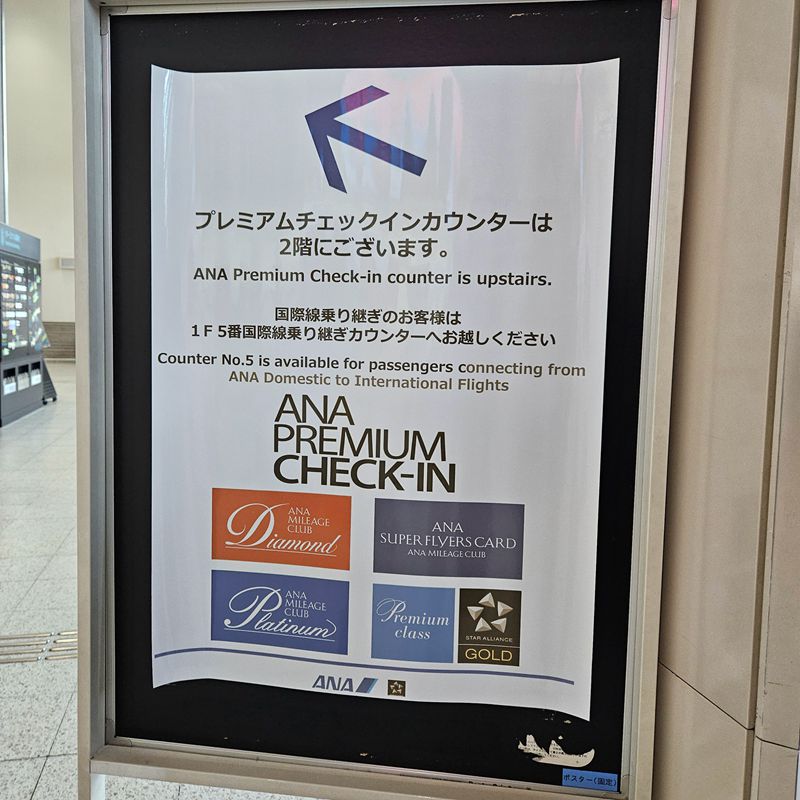 プレミアムチェックインカウンターは
2階にございます。
ANA Premium Check-in counter is upstairs.
国際線乗り継ぎのお客様は
1F 5番国際線乗り継ぎカウンターへお越しください
Counter No.5 is available for passengers connecting from
ANA Domestic to International Flights
ANA
PREMIUM
CHECK-IN
ANA
MILEAGE
CLUB
Diamond
ANA
SUPER FLYERS CARD
ANA MILEAGE CLUB
ANA
MILEAGE
CLUB
Platinum
Premium
class
STAR ALLIANCE
GOLD
ANA
ポスター(固定)